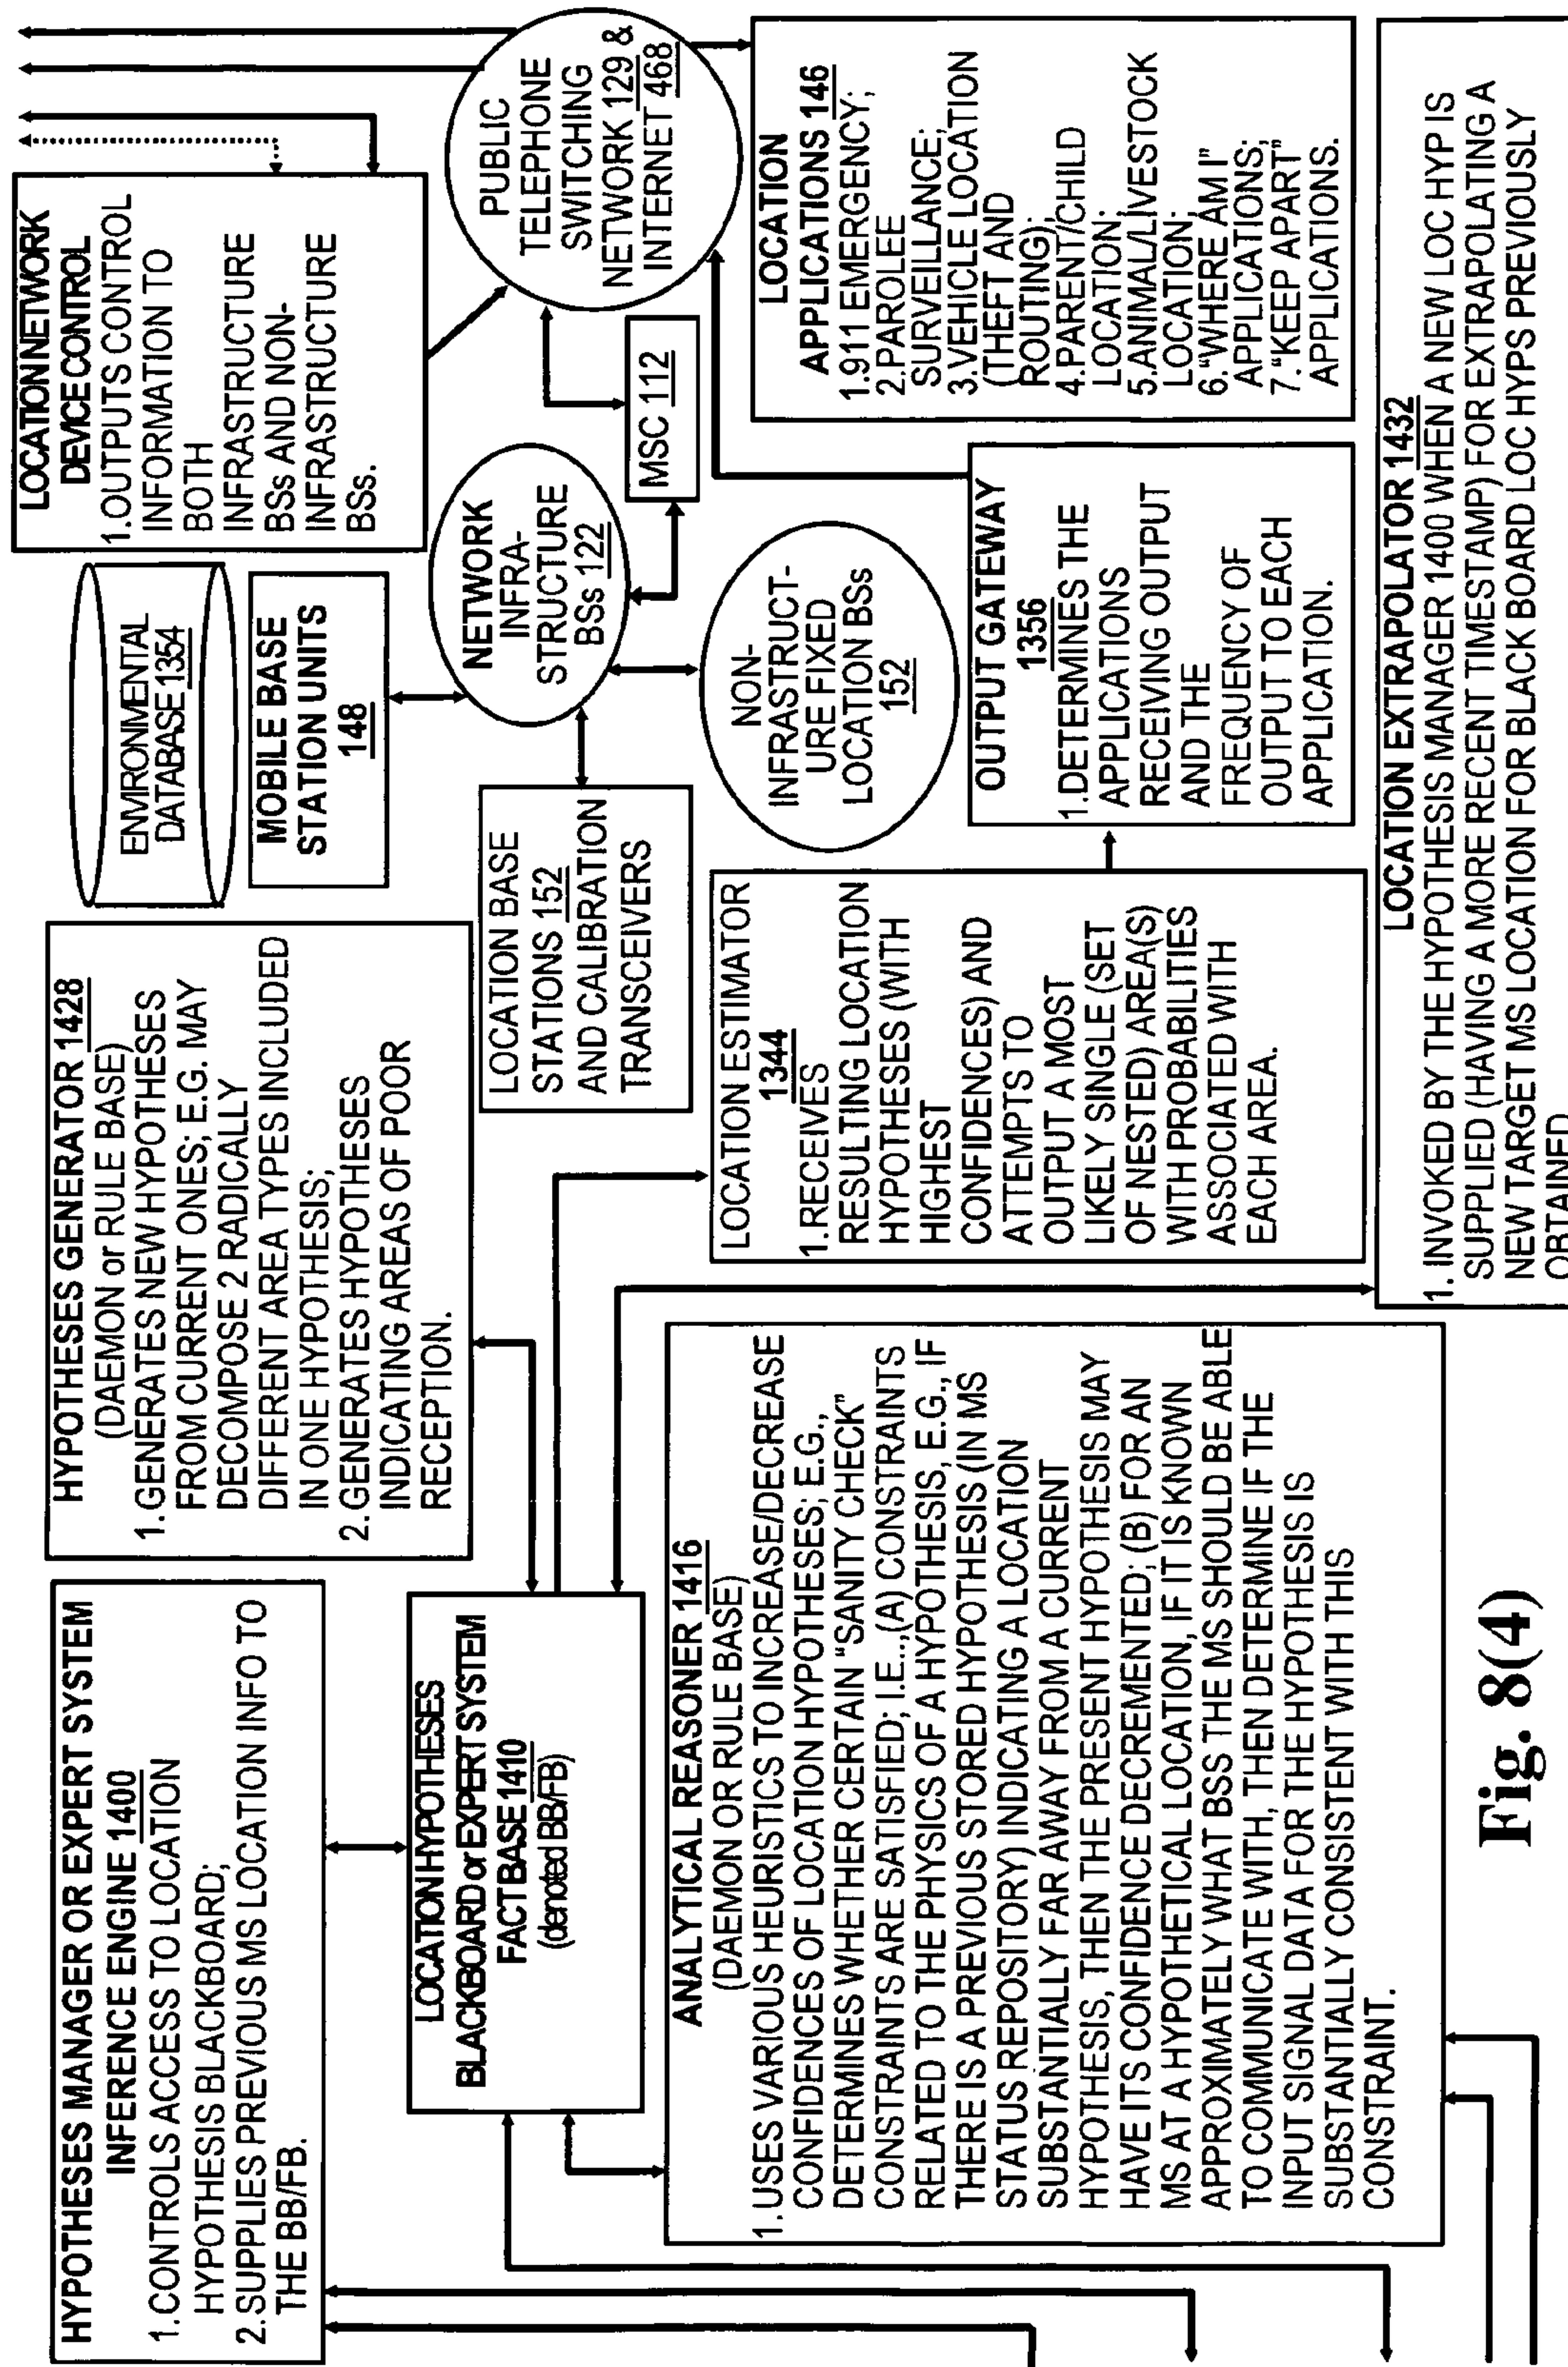 HYPOTHESES MANAGER OR EXPERT SYSTEM
INFERENCE ENGINE 1400
1. CONTROLS ACCESS TO LOCATION
HYPOTHESIS BLACKBOARD;
2. SUPPLIES PREVIOUS MS LOCATION INFO TO
THE BB/FB.
LOCATION HYPOTHESES
BLACKBOARD or EXPERT SYSTEM
FACT BASE 1410
(denoted BB/FB)
ANALYTICAL REASONER 1416
(DAEMON OR RULE BASE)
1. USES VARIOUS HEURISTICS TO INCREASE/DECREASE
CONFIDENCES OF LOCATION HYPOTHESES; E.G.,
DETERMINES WHETHER CERTAIN "SANITY CHECK"
CONSTRAINTS ARE SATISFIED; I.E..,(A) CONSTRAINTS
RELATED TO THE PHYSICS OF A HYPOTHESIS, E.G., IF
THERE IS A PREVIOUS STORED HYPOTHESIS (IN MS
STATUS REPOSITORY) INDICATING A LOCATION
SUBSTANTIALLY FAR AWAY FROM A CURRENT
HYPOTHESIS, THEN THE PRESENT HYPOTHESIS MAY
HAVE ITS CONFIDENCE DECREMENTED; (B) FOR AN
MS AT A HYPOTHETICAL LOCATION, IF IT IS KNOWN
APPROXIMATELY WHAT BSS THE MS SHOULD BE ABLE
TO COMMUNICATE WITH, THEN DETERMINE IF THE
INPUT SIGNAL DATA FOR THE HYPOTHESIS IS
SUBSTANTIALLY CONSISTENT WITH THIS
CONSTRAINT.
HYPOTHESES GENERATOR 1428
(DAEMON or RULE BASE)
1. GENERATES NEW HYPOTHESES
FROM CURRENT ONES; E.G. MAY
DECOMPOSE 2 RADICALLY
DIFFERENT AREA TYPES INCLUDED
IN ONE HYPOTHESIS;
2. GENERATES HYPOTHESES
INDICATING AREAS OF POOR
RECEPTION.
LOCATION BASE
STATIONS 152
AND CALIBRATION
TRANSCEIVERS
LOCATION ESTIMATOR
1344
1. RECEIVES
RESULTING LOCATION
HYPOTHESES (WITH
HIGHEST
CONFIDENCES) AND
ATTEMPTS TO
OUTPUT A MOST
LIKELY SINGLE (SET
OF NESTED) AREA(S)
WITH PROBABILITIES
ASSOCIATED WITH
EACH AREA.
ENVIRONMENTAL
DATABASE 1354
MOBILE BASE
STATION UNITS
148
NETWORK
INFRA-
STRUCTURE
BSs 122
NON-
INFRASTRUCT-
URE FIXED
LOCATION BSs
152
OUTPUT GATEWAY
1356
1. DETERMINES THE
APPLICATIONS
RECEIVING OUTPUT
AND THE
FREQUENCY OF
OUTPUT TO EACH
APPLICATION.
LOCATION NETWORK
DEVICE CONTROL
1. OUTPUTS CONTROL
INFORMATION TO
BOTH
INFRASTRUCTURE
BSs AND NON-
INFRASTRUCTURE
BSs.
MSC 112
PUBLIC
TELEPHONE
SWITCHING
NETWORK 129 &
INTERNET 468
LOCATION
APPLICATIONS 146
1. 911 EMERGENCY;
2. PAROLEE
SURVEILLANCE;
3. VEHICLE LOCATION
(THEFT AND
ROUTING);
4. PARENT/CHILD
LOCATION;
5. ANIMAL/LIVESTOCK
LOCATION;
6. "WHERE AM I"
APPLICATIONS;
7. "KEEP APART"
APPLICATIONS.
LOCATION EXTRAPOLATOR 1432
1. INVOKED BY THE HYPOTHESIS MANAGER 1400 WHEN A NEW LOC HYP IS
SUPPLIED (HAVING A MORE RECENT TIMESTAMP) FOR EXTRAPOLATING A
NEW TARGET MS LOCATION FOR BLACK BOARD LOC HYPS PREVIOUSLY
OBTAINED
Fig. 8(4)